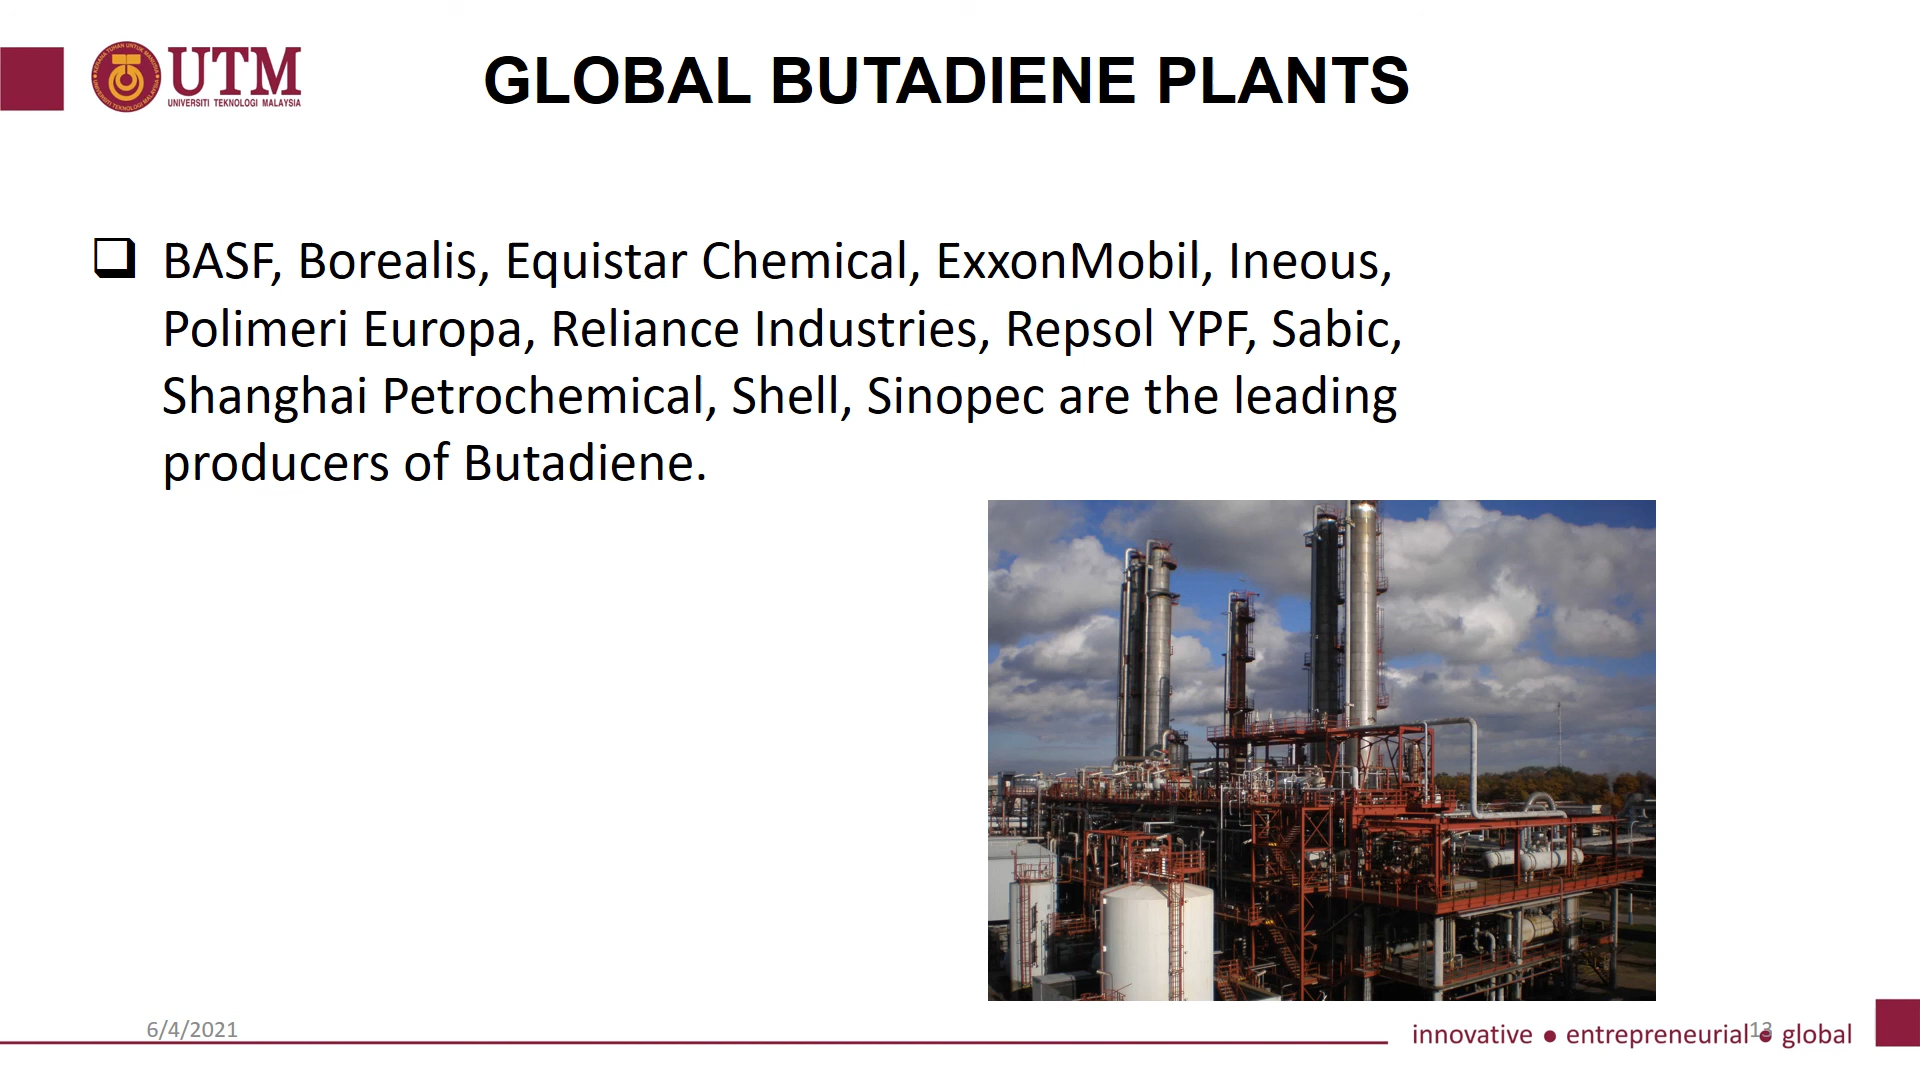 UTM
UNIVERSITI TEKNOLOGI MALAYSIA
GLOBAL BUTADIENE PLANTS
BASF, Borealis, Equistar Chemical, ExxonMobil, Ineous,
Polimeri Europa, Reliance Industries, Repsol YPF, Sabic,
Shanghai Petrochemical, Shell, Sinopec are the leading
producers of Butadiene.
6/4/2021
innovative ● entrepreneurial ● global
13